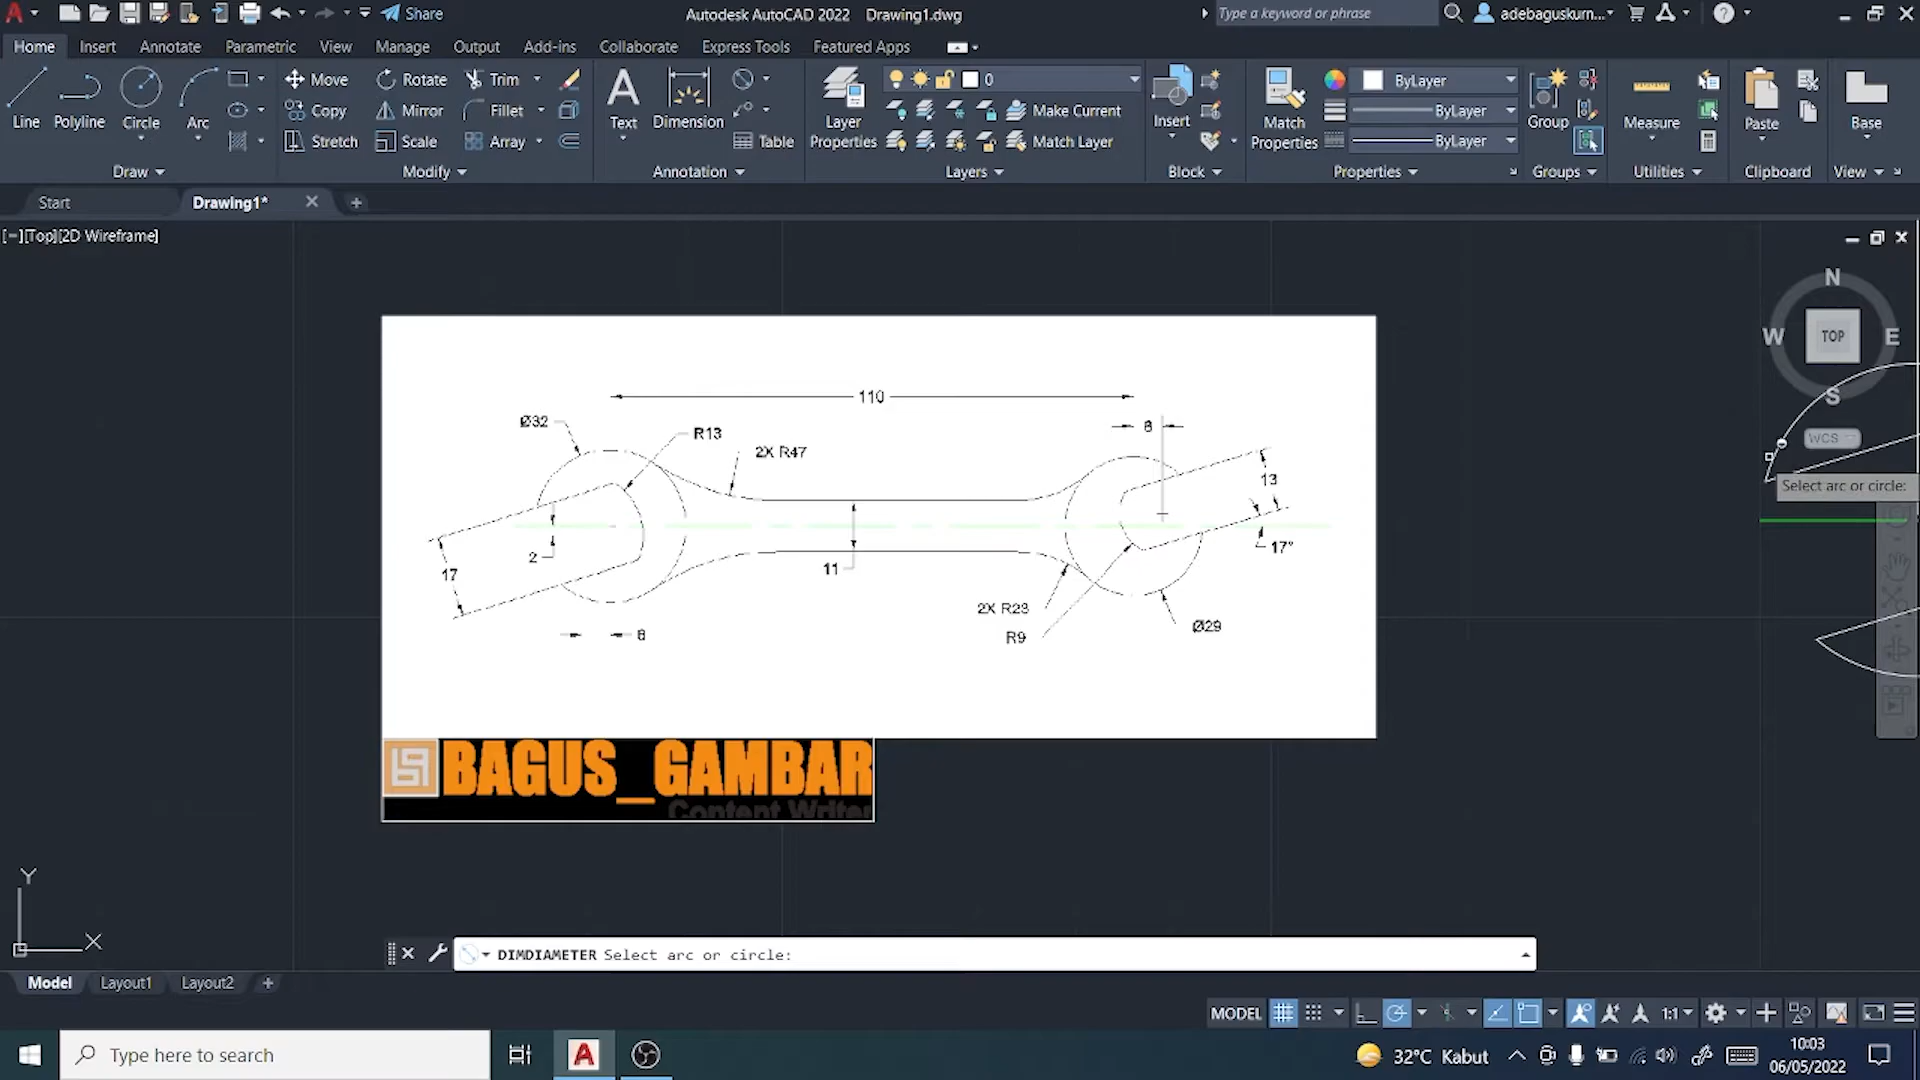 Share
Autodesk AutoCAD 2022 Drawing1.dwg
Type a keyword or phrase
adebaguskurn...
Home Insert Annotate Parametric View Manage Output Add-ins Collaborate Express Tools Featured Apps
Line Polyline Circle Arc
Move Rotate Trim
Copy Mirror Fillet
Stretch Scale Array
Text Dimension Table
Layer Properties
0
Make Current
Match Layer
Insert
Match Properties
ByLayer
ByLayer
ByLayer
Group
Measure
Paste
Base
Draw Modify Annotation Layers Block Properties Groups Utilities Clipboard View
Start Drawing1*
[−][Top][2D Wireframe]
N
W TOP E
S
WCS
Select arc or circle:
110
Ø32
R13
2X R47
8
13
17°
2
17
11
2X R23
R9
Ø29
8
BAGUS_GAMBAR
Content Writer
Y
X
DIMDIAMETER Select arc or circle:
Model Layout1 Layout2
MODEL
1:1
Type here to search
32°C Kabut
10:03
06/05/2022